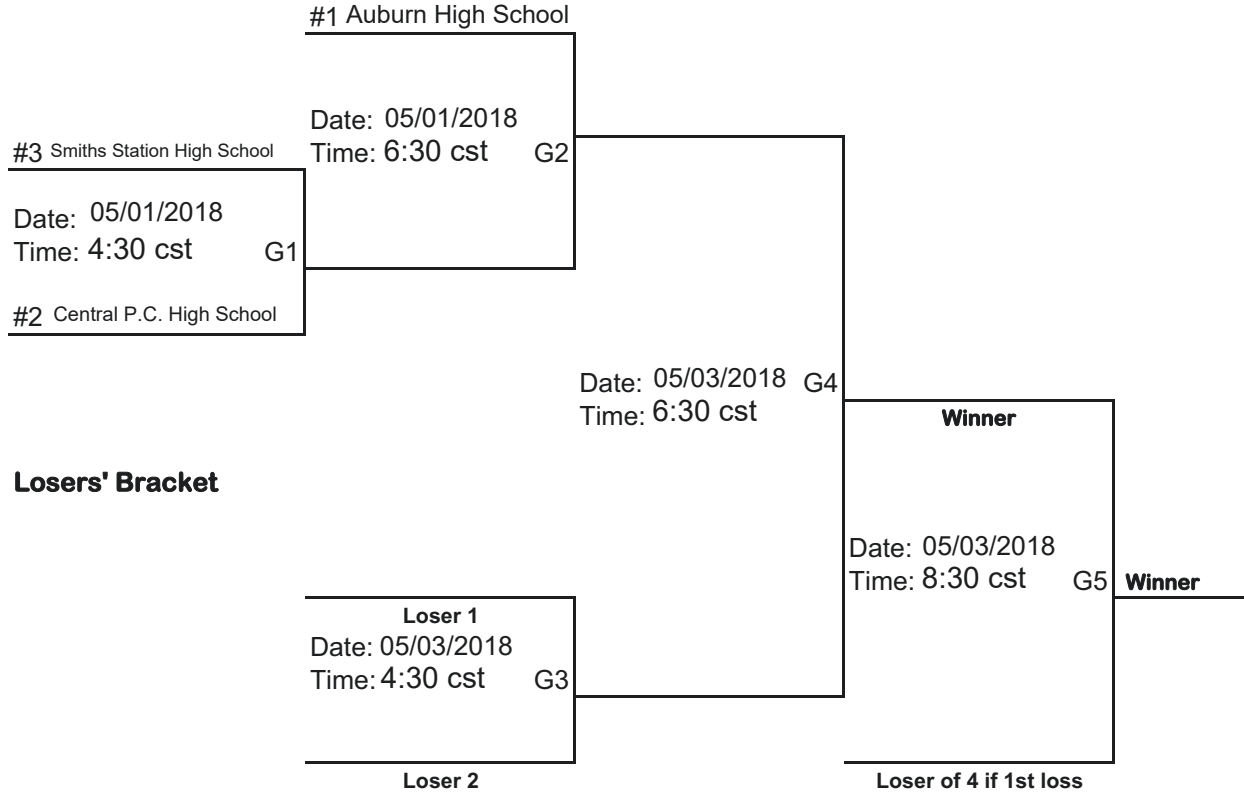 #1 Auburn High School
Date: 05/01/2018
Time: 6:30 cst G2
#3 Smiths Station High School
Date: 05/01/2018
Time: 4:30 cst G1
#2 Central P.C. High School
Date: 05/03/2018 G4
Time: 6:30 cst
Winner
Losers' Bracket
Date: 05/03/2018
Time: 8:30 cst G5 Winner
Loser 1
Date: 05/03/2018
Time: 4:30 cst G3
Loser 2
Loser of 4 if 1st loss